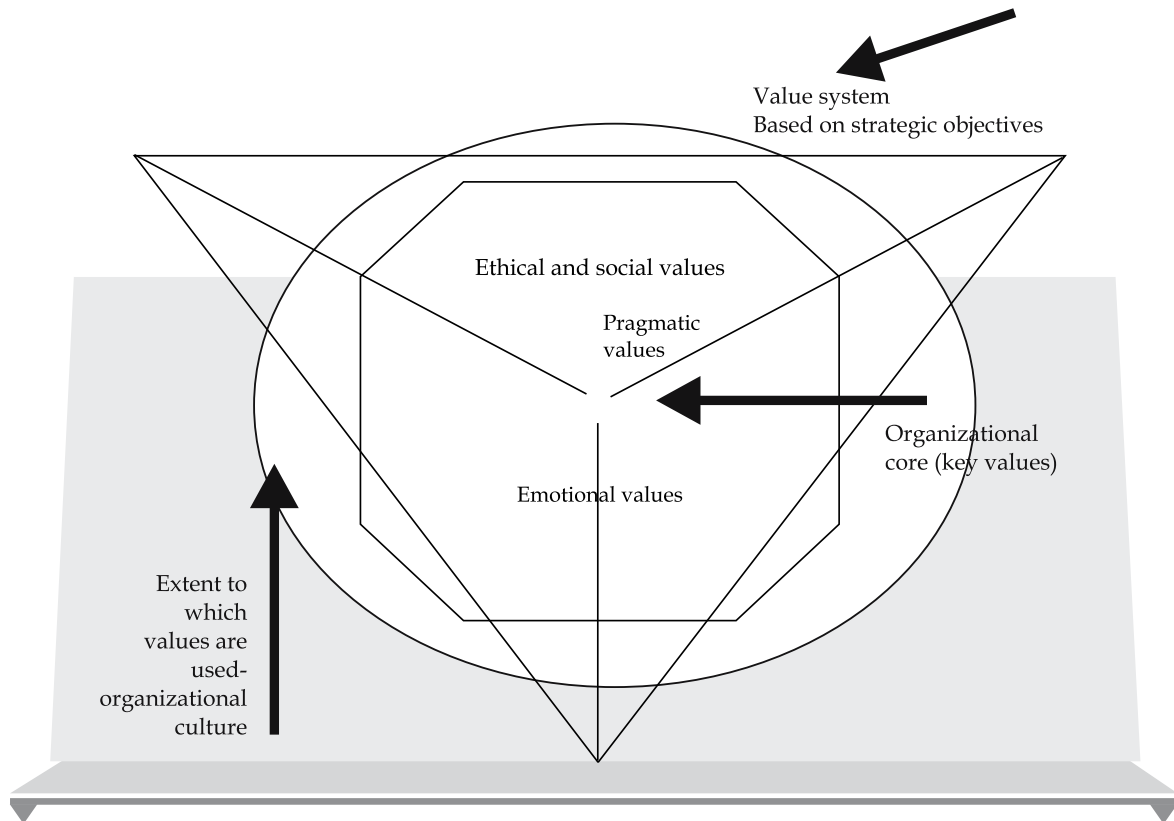 Value system
Based on strategic objectives
Ethical and social values
Pragmatic
values
Organizational
core (key values)
Emotional values
Extent to
which
values are
used-
organizational
culture